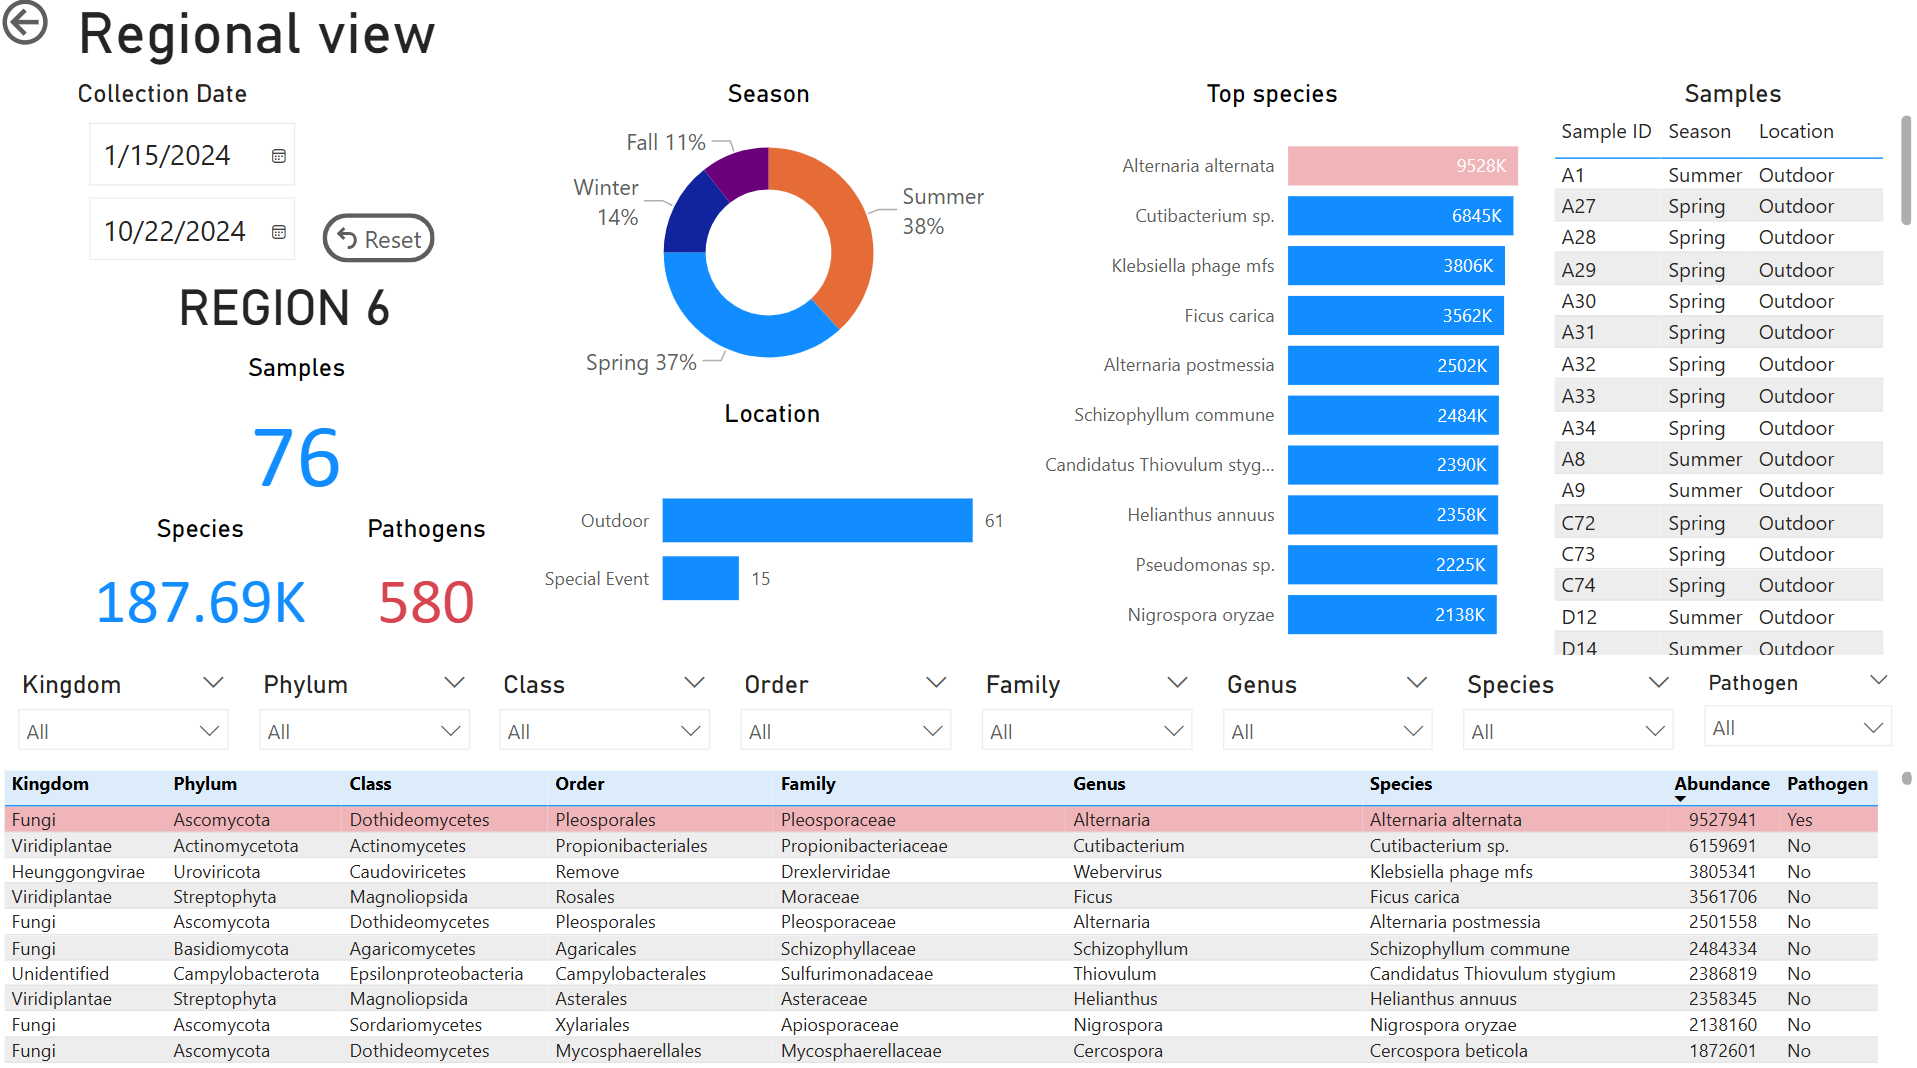 Regional view
Collection Date
1/15/2024
10/22/2024
Reset
REGION 6
Samples
76
Species
187.69K
Pathogens
580
Season
Fall 11%
Winter
14%
Summer
38%
Spring 37%
Location
Outdoor 61
Special Event 15
Top species
Alternaria alternata 9528K
Cutibacterium sp. 6845K
Klebsiella phage mfs 3806K
Ficus carica 3562K
Alternaria postmessia 2502K
Schizophyllum commune 2484K
Candidatus Thiovulum styg... 2390K
Helianthus annuus 2358K
Pseudomonas sp. 2225K
Nigrospora oryzae 2138K
Samples
Sample ID Season Location
A1 Summer Outdoor
A27 Spring Outdoor
A28 Spring Outdoor
A29 Spring Outdoor
A30 Spring Outdoor
A31 Spring Outdoor
A32 Spring Outdoor
A33 Spring Outdoor
A34 Spring Outdoor
A8 Summer Outdoor
A9 Summer Outdoor
C72 Spring Outdoor
C73 Spring Outdoor
C74 Spring Outdoor
D12 Summer Outdoor
D14 Summer Outdoor
Kingdom Phylum Class Order Family Genus Species Pathogen
All All All All All All All All
Kingdom Phylum Class Order Family Genus Species Abundance Pathogen
Fungi Ascomycota Dothideomycetes Pleosporales Pleosporaceae Alternaria Alternaria alternata 9527941 Yes
Viridiplantae Actinomycetota Actinomycetes Propionibacteriales Propionibacteriaceae Cutibacterium Cutibacterium sp. 6159691 No
Heunggongvirae Uroviricota Caudoviricetes Remove Drexlerviridae Webervirus Klebsiella phage mfs 3805341 No
Viridiplantae Streptophyta Magnoliopsida Rosales Moraceae Ficus Ficus carica 3561706 No
Fungi Ascomycota Dothideomycetes Pleosporales Pleosporaceae Alternaria Alternaria postmessia 2501558 No
Fungi Basidiomycota Agaricomycetes Agaricales Schizophyllaceae Schizophyllum Schizophyllum commune 2484334 No
Unidentified Campylobacterota Epsilonproteobacteria Campylobacterales Sulfurimonadaceae Thiovulum Candidatus Thiovulum stygium 2386819 No
Viridiplantae Streptophyta Magnoliopsida Asterales Asteraceae Helianthus Helianthus annuus 2358345 No
Fungi Ascomycota Sordariomycetes Xylariales Apiosporaceae Nigrospora Nigrospora oryzae 2138160 No
Fungi Ascomycota Dothideomycetes Mycosphaerellales Mycosphaerellaceae Cercospora Cercospora beticola 1872601 No